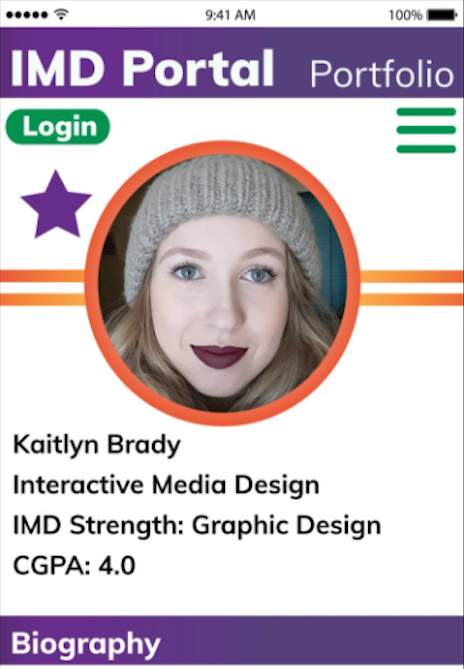 9:41 AM 100%
IMD Portal Portfolio
Login
Kaitlyn Brady
Interactive Media Design
IMD Strength: Graphic Design
CGPA: 4.0
Biography